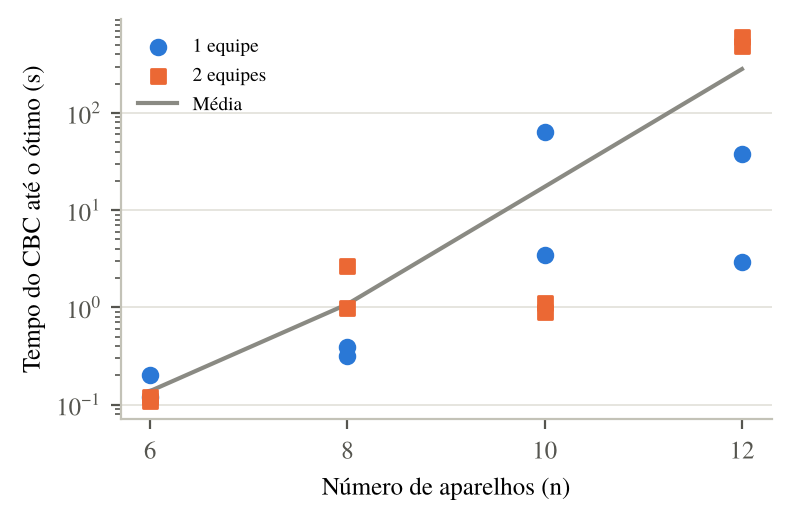 1 equipe
2 equipes
Média
Tempo do CBC até o ótimo (s)
10²
10¹
10⁰
10⁻¹
6 8 10 12
Número de aparelhos (n)